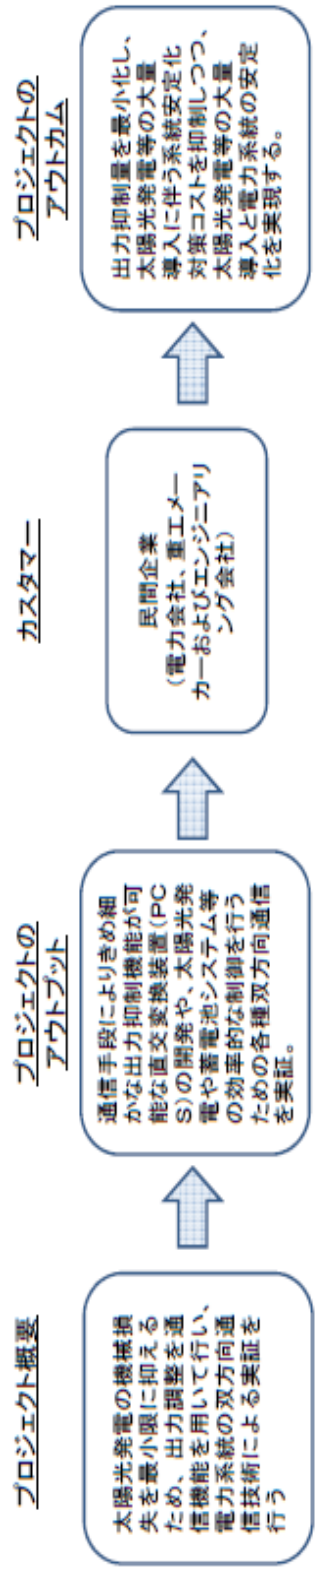 プロジェクト概要
太陽光発電の機械損
失を最小限に抑える
ため、出力調整を通
信機能を用いて行い、
電力系統の双方向通
信技術による実証を
行う
プロジェクトの
アウトプット
通信手段によりきめ細
かな出力抑制機能が可
能な直交変換装置(PC
S)の開発や、太陽光発
電や蓄電池システム等
の効率的な制御を行う
ための各種双方向通信
を実証。
カスタマー
民間企業
(電力会社、重工メー
カーおよびエンジニアリ
ング会社)
プロジェクトの
アウトカム
出力抑制量を最小化し、
太陽光発電等の大量
導入に伴う系統安定化
対策コストを抑制しつつ、
太陽光発電等の大量
導入と電力系統の安定
化を実現する。